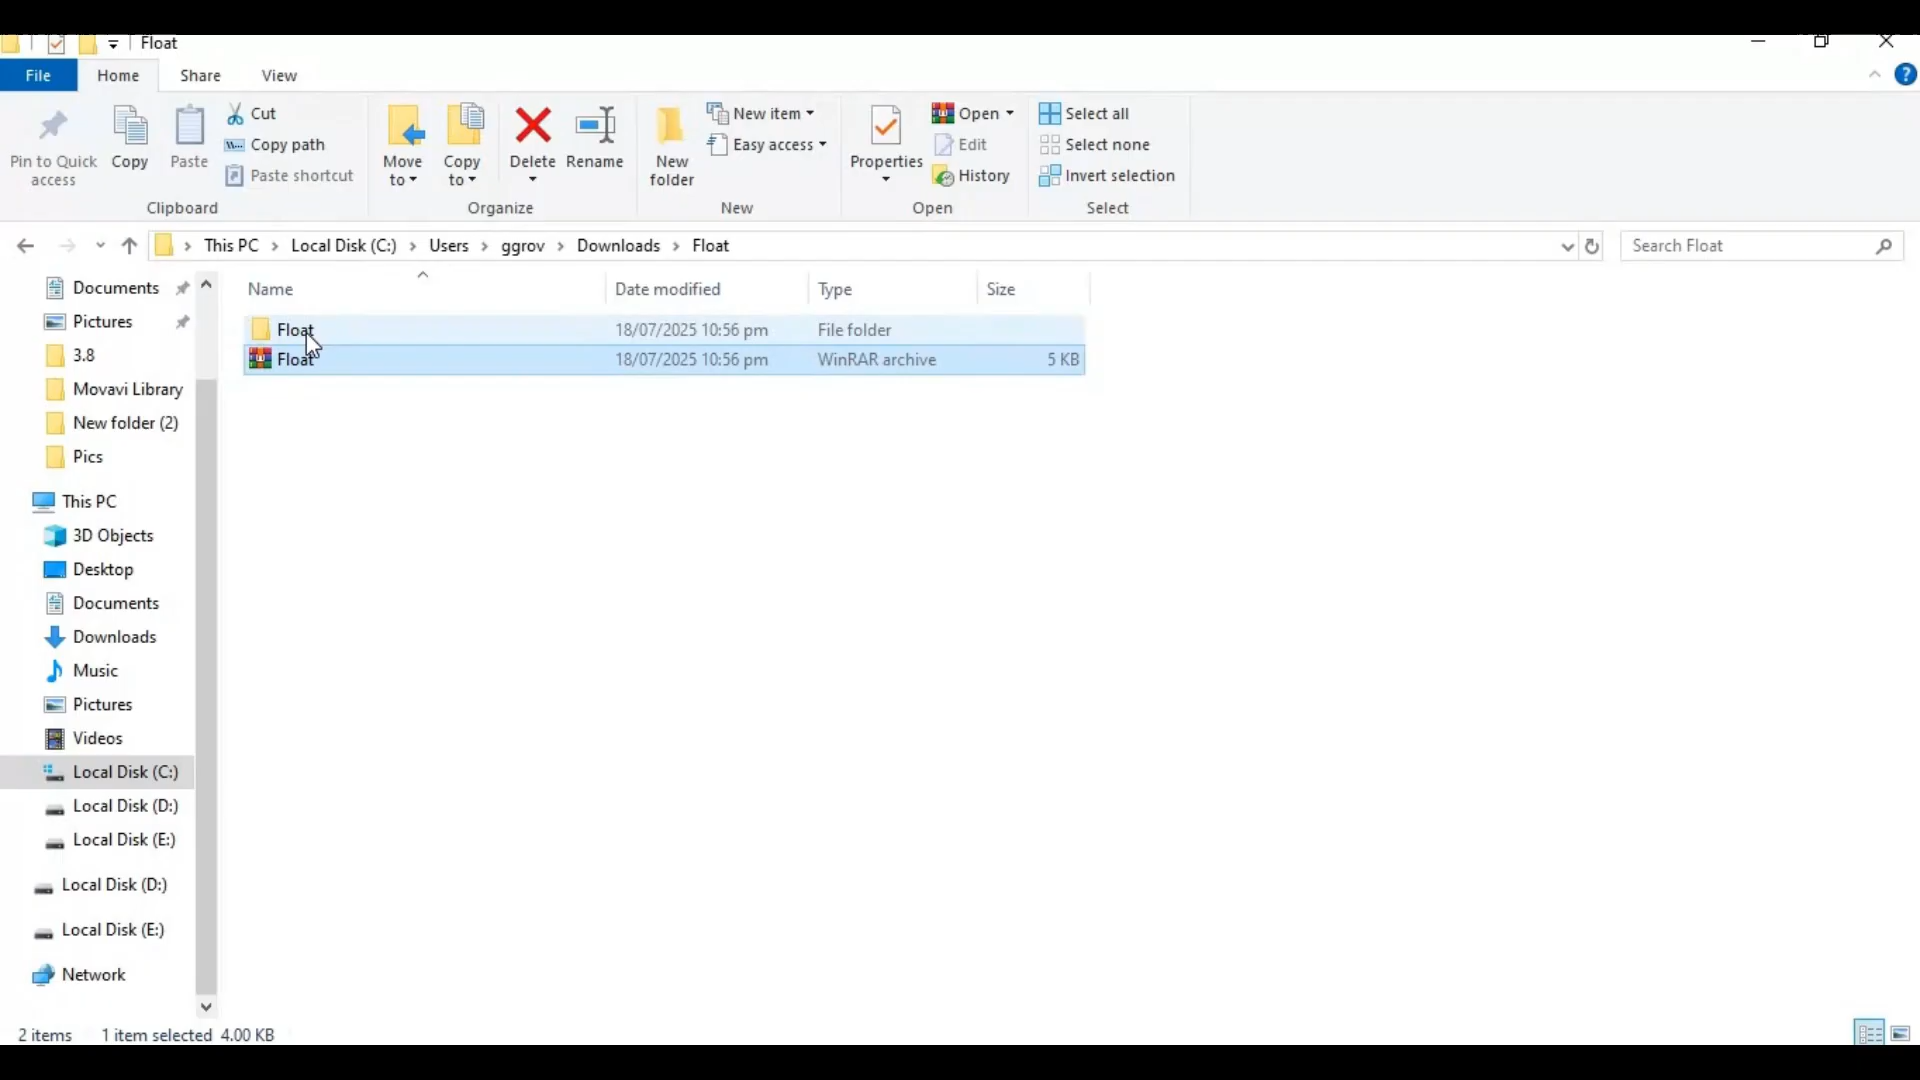 Float
File Home Share View
Pin to Quick access
Copy
Paste
Cut
Copy path
Paste shortcut
Clipboard
Move to
Copy to
Delete
Rename
Organize
New folder
New item
Easy access
New
Properties
Open
Edit
History
Open
Select all
Select none
Invert selection
Select
This PC > Local Disk (C:) > Users > ggrov > Downloads > Float
Search Float
Name Date modified Type Size
Float 18/07/2025 10:56 pm File folder
Float 18/07/2025 10:56 pm WinRAR archive 5 KB
Documents
Pictures
3.8
Movavi Library
New folder (2)
Pics
This PC
3D Objects
Desktop
Documents
Downloads
Music
Pictures
Videos
Local Disk (C:)
Local Disk (D:)
Local Disk (E:)
Local Disk (D:)
Local Disk (E:)
Network
2 items 1 item selected 4.00 KB